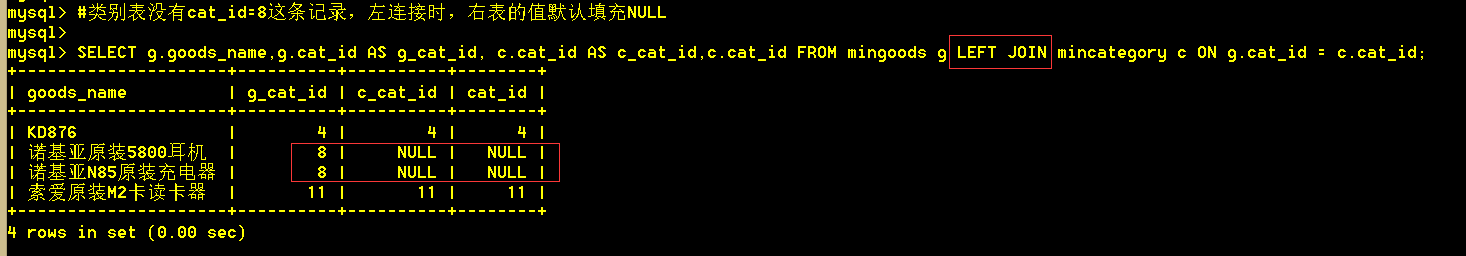 mysql> #类别表没有cat_id=8这条记录，左连接时，右表的值默认填充NULL
mysql>
mysql> SELECT g.goods_name,g.cat_id AS g_cat_id, c.cat_id AS c_cat_id,c.cat_id FROM mingoods g LEFT JOIN mincategory c ON g.cat_id = c.cat_id;
+----------------------+----------+----------+--------+
| goods_name           | g_cat_id | c_cat_id | cat_id |
+----------------------+----------+----------+--------+
| KD876                |        4 |        4 |      4 |
| 诺基亚原装5800耳机   |        8 |     NULL |   NULL |
| 诺基亚N85原装充电器  |        8 |     NULL |   NULL |
| 索爱原装M2卡读卡器   |       11 |       11 |     11 |
+----------------------+----------+----------+--------+
4 rows in set (0.00 sec)